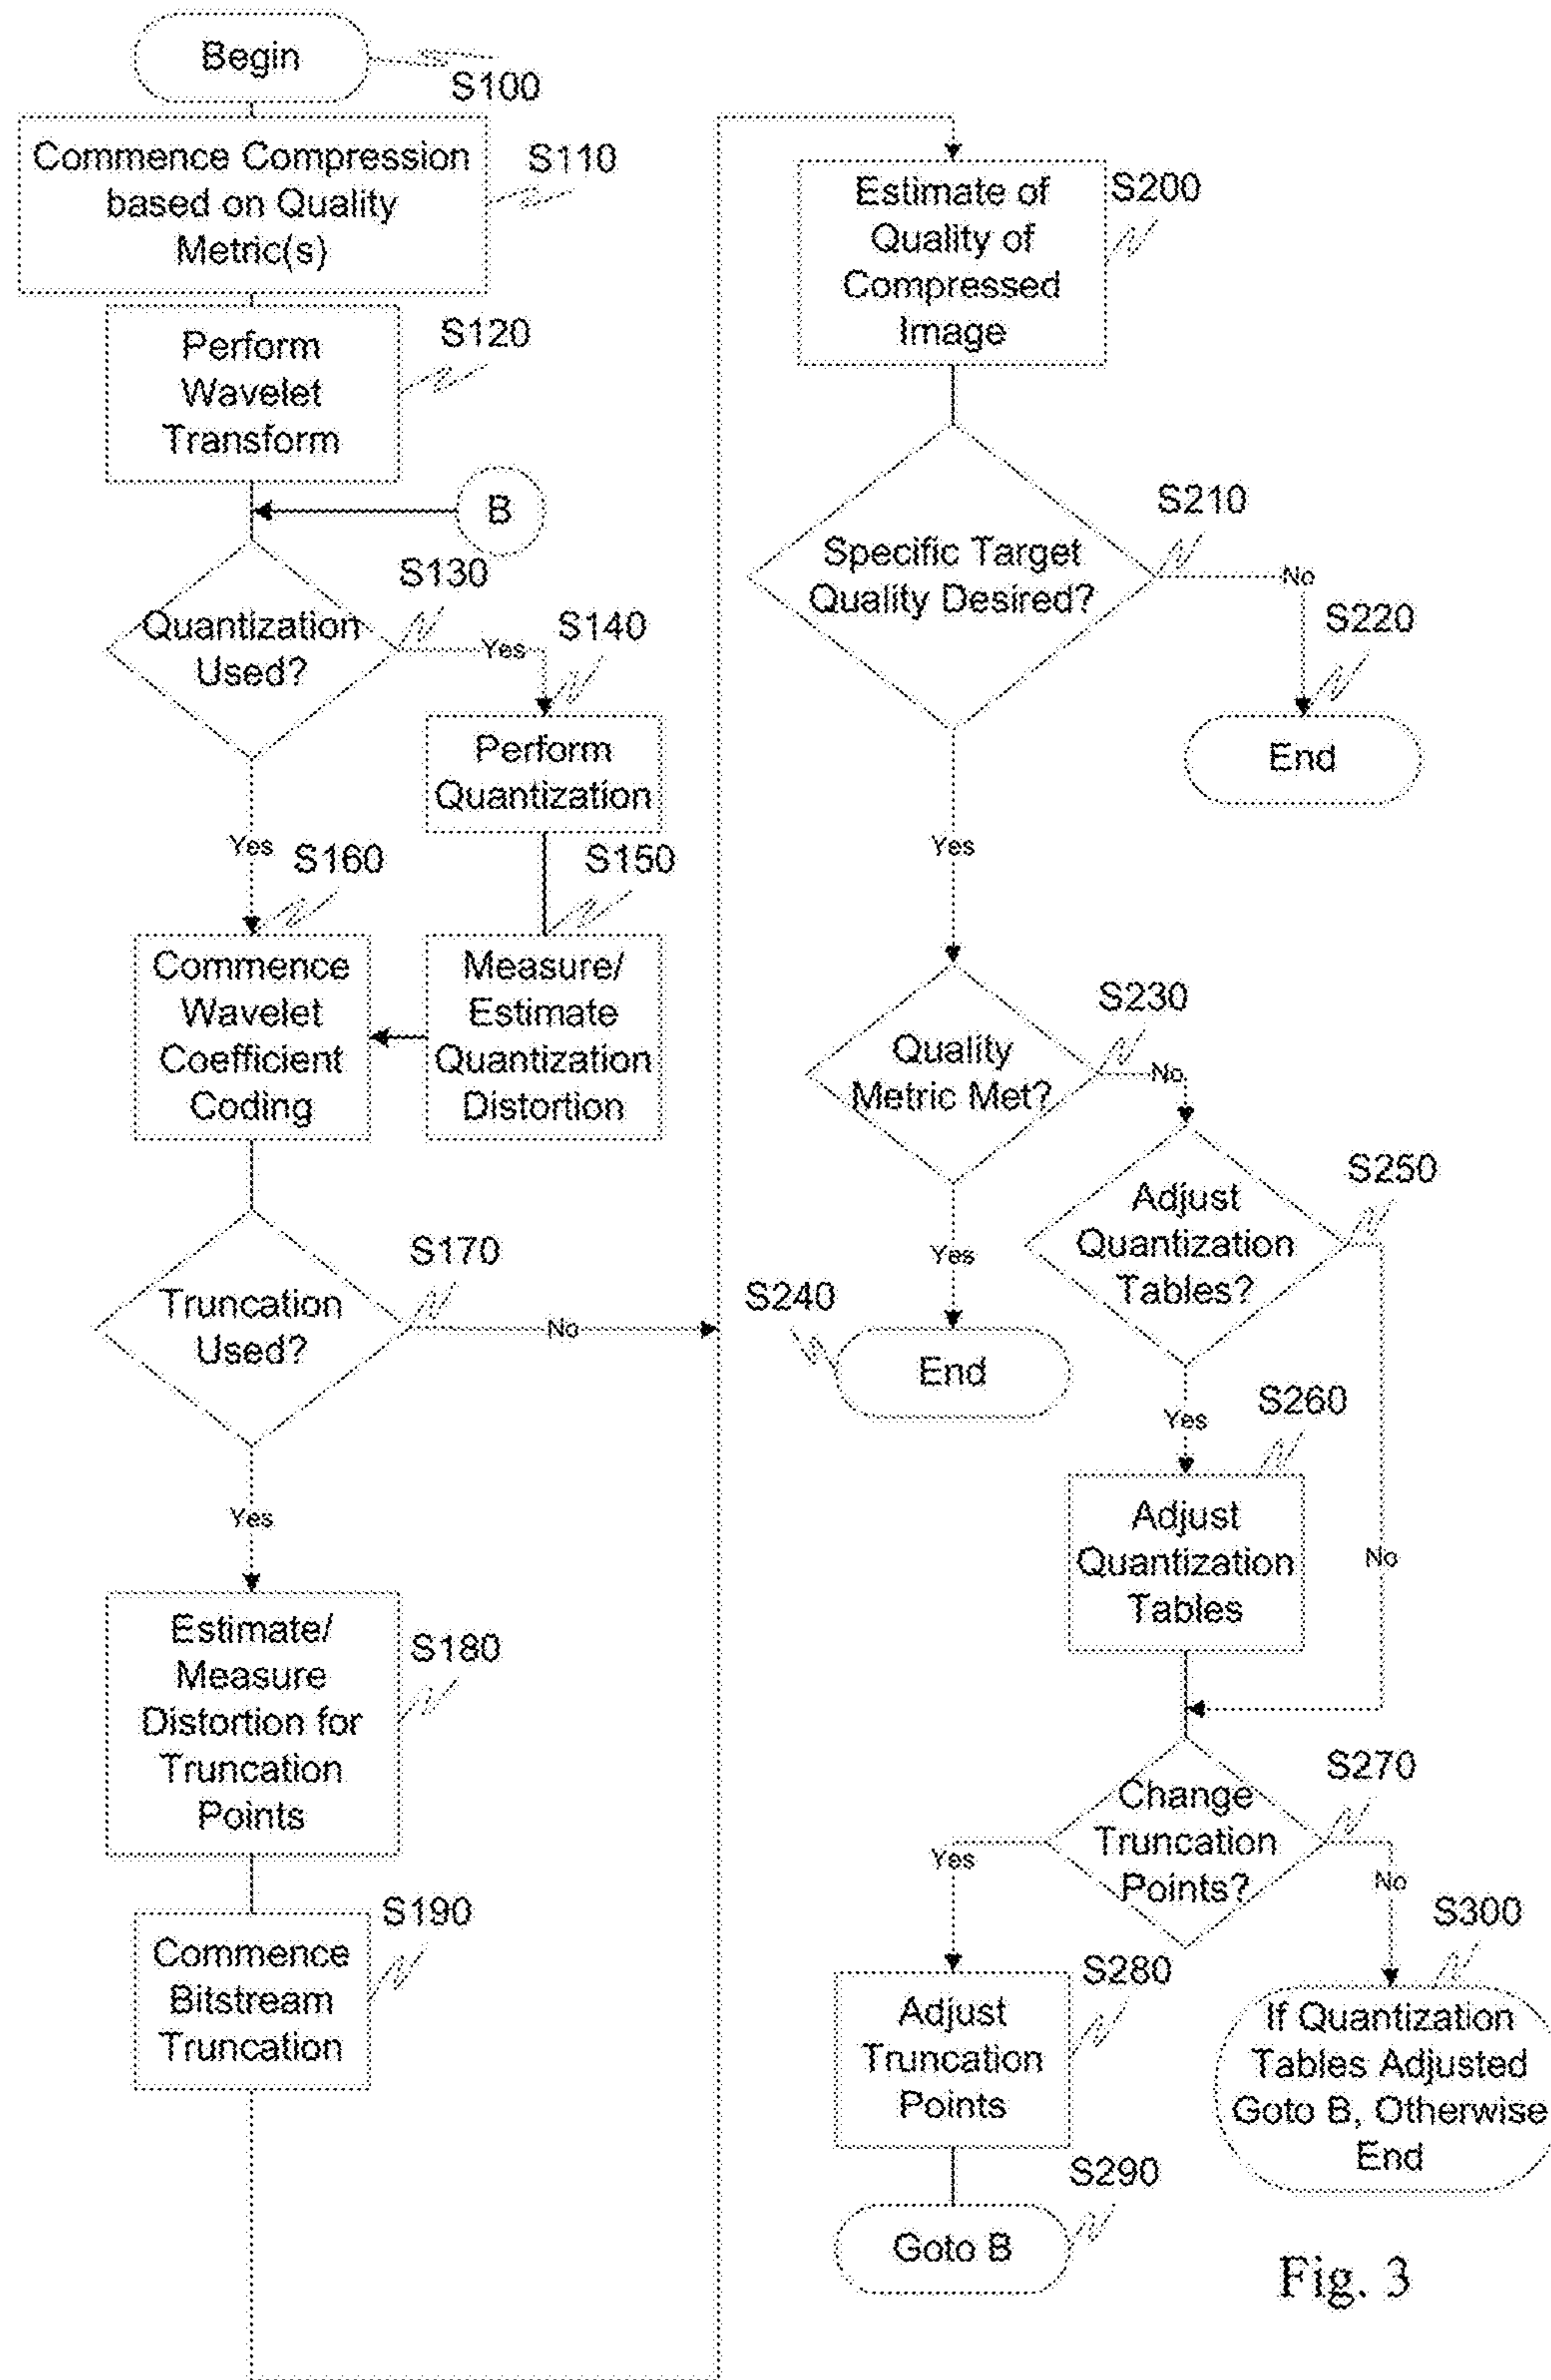 Begin
S100
Commence Compression
based on Quality
Metric(s)
S110
Perform
Wavelet
Transform
S120
B
Quantization
Used?
S130
Yes
S140
Perform
Quantization
Yes
S160
S150
Commence
Wavelet
Coefficient
Coding
Measure/
Estimate
Quantization
Distortion
Truncation
Used?
S170
No
Yes
Estimate/
Measure
Distortion for
Truncation
Points
S180
Commence
Bitstream
Truncation
S190
Estimate of
Quality of
Compressed
Image
S200
Specific Target
Quality Desired?
S210
No
S220
End
Yes
Quality
Metric Met?
S230
No
Yes
S240
End
Adjust
Quantization
Tables?
S250
Yes
S260
Adjust
Quantization
Tables
No
Change
Truncation
Points?
S270
Yes
No
S280
Adjust
Truncation
Points
S300
If Quantization
Tables Adjusted
Goto B, Otherwise
End
S290
Goto B
Fig. 3